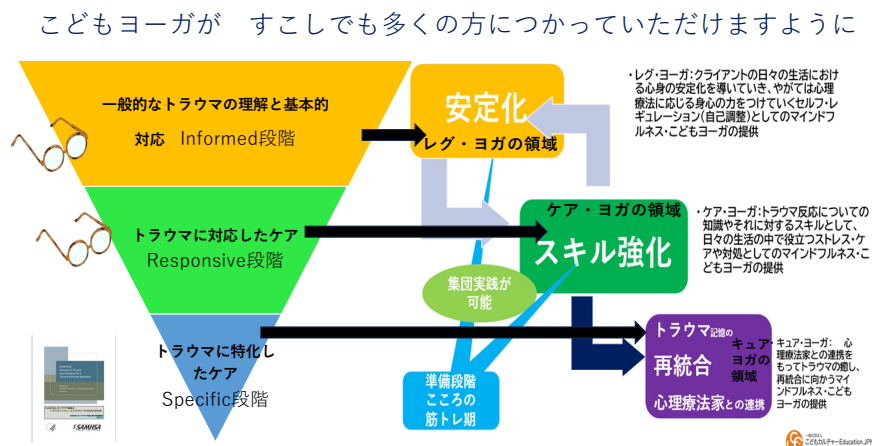 こどもヨーガが　すこしでも多くの方につかっていただけますように
一般的なトラウマの理解と基本的
対応　Informed段階
トラウマに対応したケア
Responsive段階
トラウマに特化し
たケア
Specific段階
安定化
レグ・ヨガの領域
ケア・ヨガの領域
スキル強化
集団実践が
可能
準備段階
こころの
筋トレ期
トラウマ記憶の
再統合
心理療法家との連携
キュア・
ヨガの
領域
・レグ・ヨーガ:クライアントの日々の生活におけ
る心身の安定化を導いていき、やがては心理
療法に応じる身心の力をつけていくセルフ・レ
ギュレーション(自己調整)としてのマインドフ
ルネス・こどもヨーガの提供
・ケア・ヨーガ:トラウマ反応についての
知識やそれに対するスキルとして、
日々の生活の中で役立つストレス・ケ
アや対処としてのマインドフルネス・こ
どもヨーガの提供
キュア・ヨーガ:　心
理療法家との連携を
もってトラウマの癒し、
再統合に向かうマイ
ンドフルネス・こども
ヨーガの提供
SAMHSA
一般社団法人
こどもカルチャーEducation.JPN